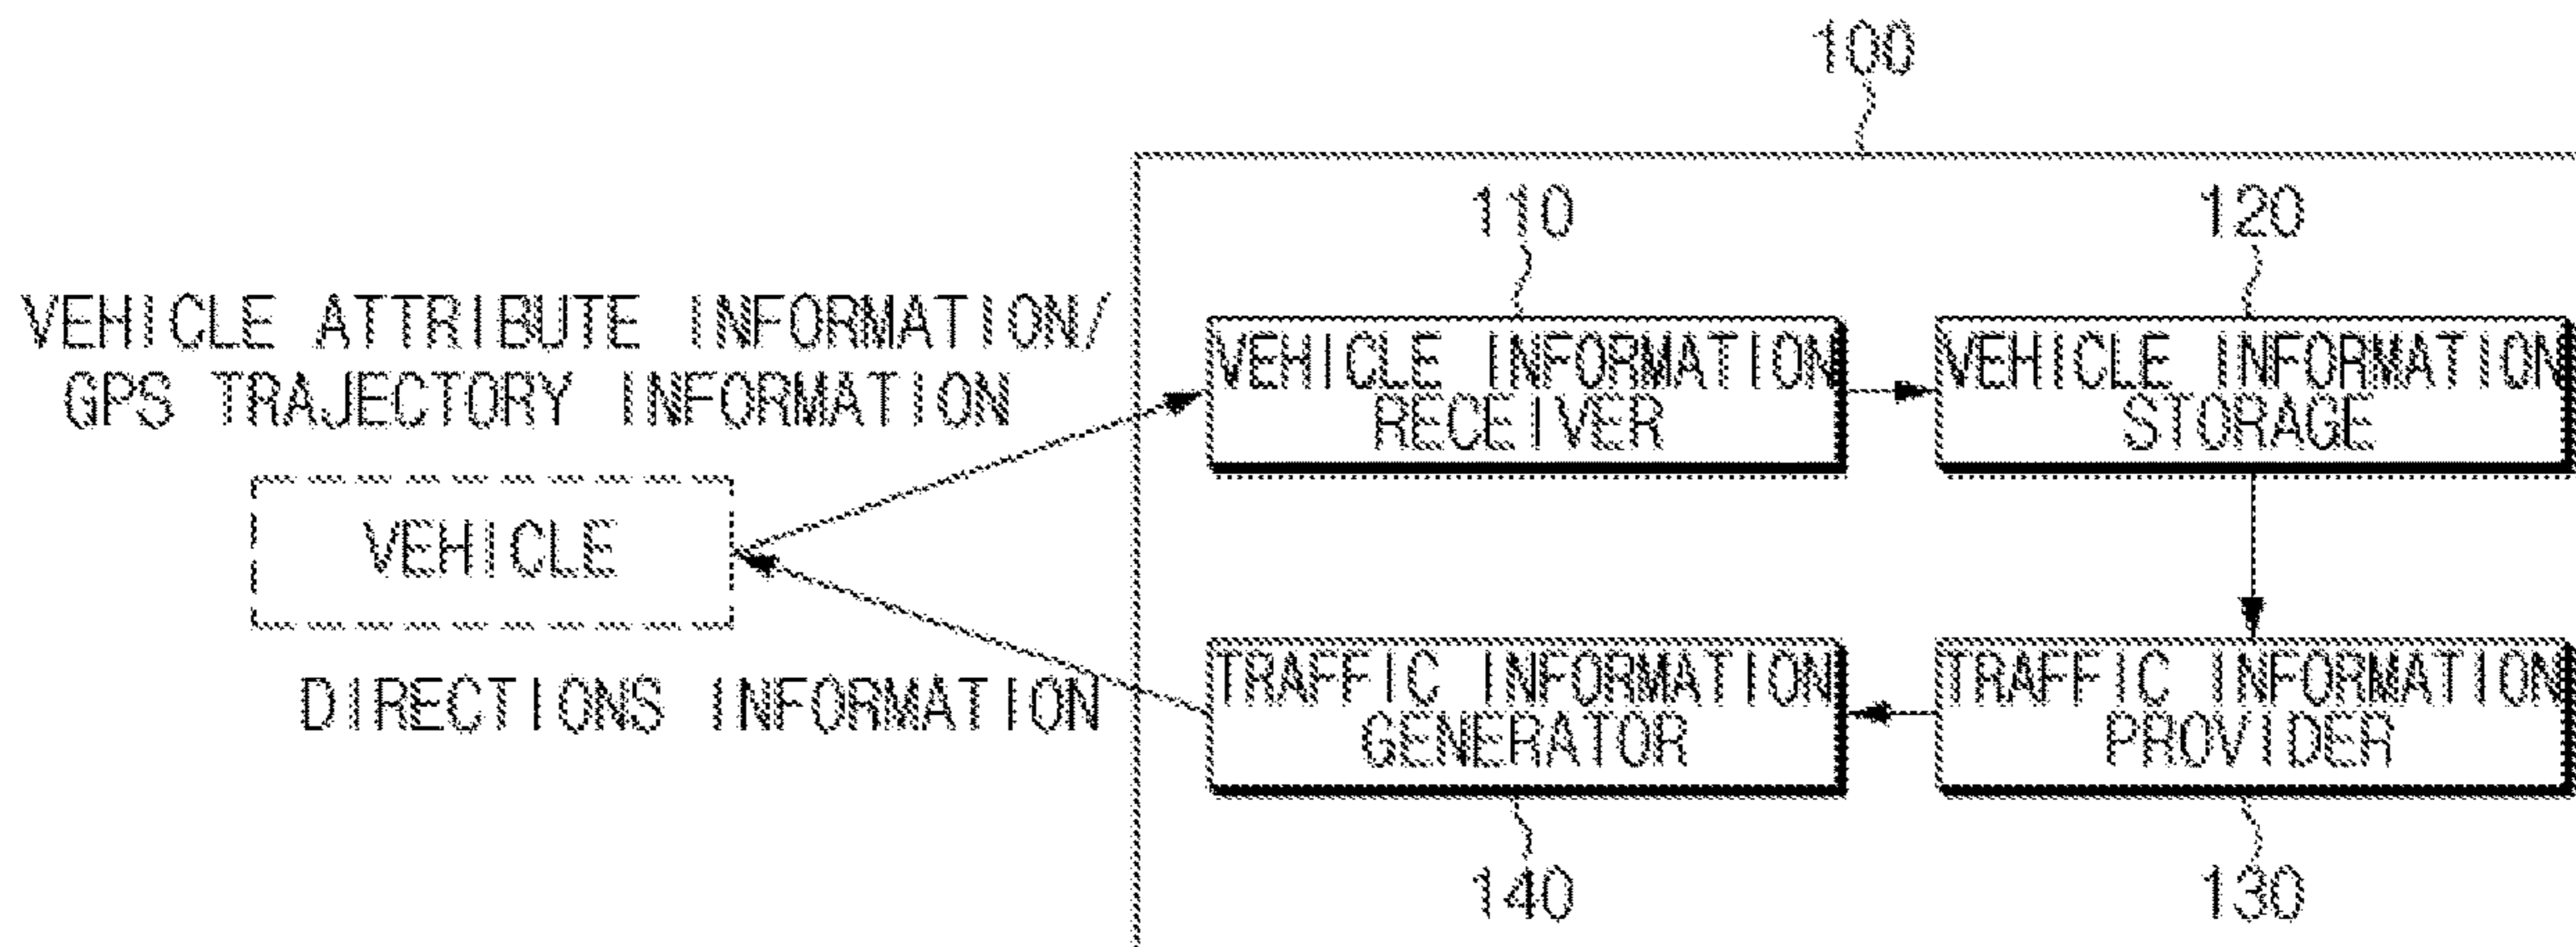 100
110
120
VEHICLE ATTRIBUTE INFORMATION/
GPS TRAJECTORY INFORMATION
VEHICLE INFORMATION
RECEIVER
VEHICLE INFORMATION
STORAGE
VEHICLE
DIRECTIONS INFORMATION
TRAFFIC INFORMATION
GENERATOR
TRAFFIC INFORMATION
PROVIDER
140
130